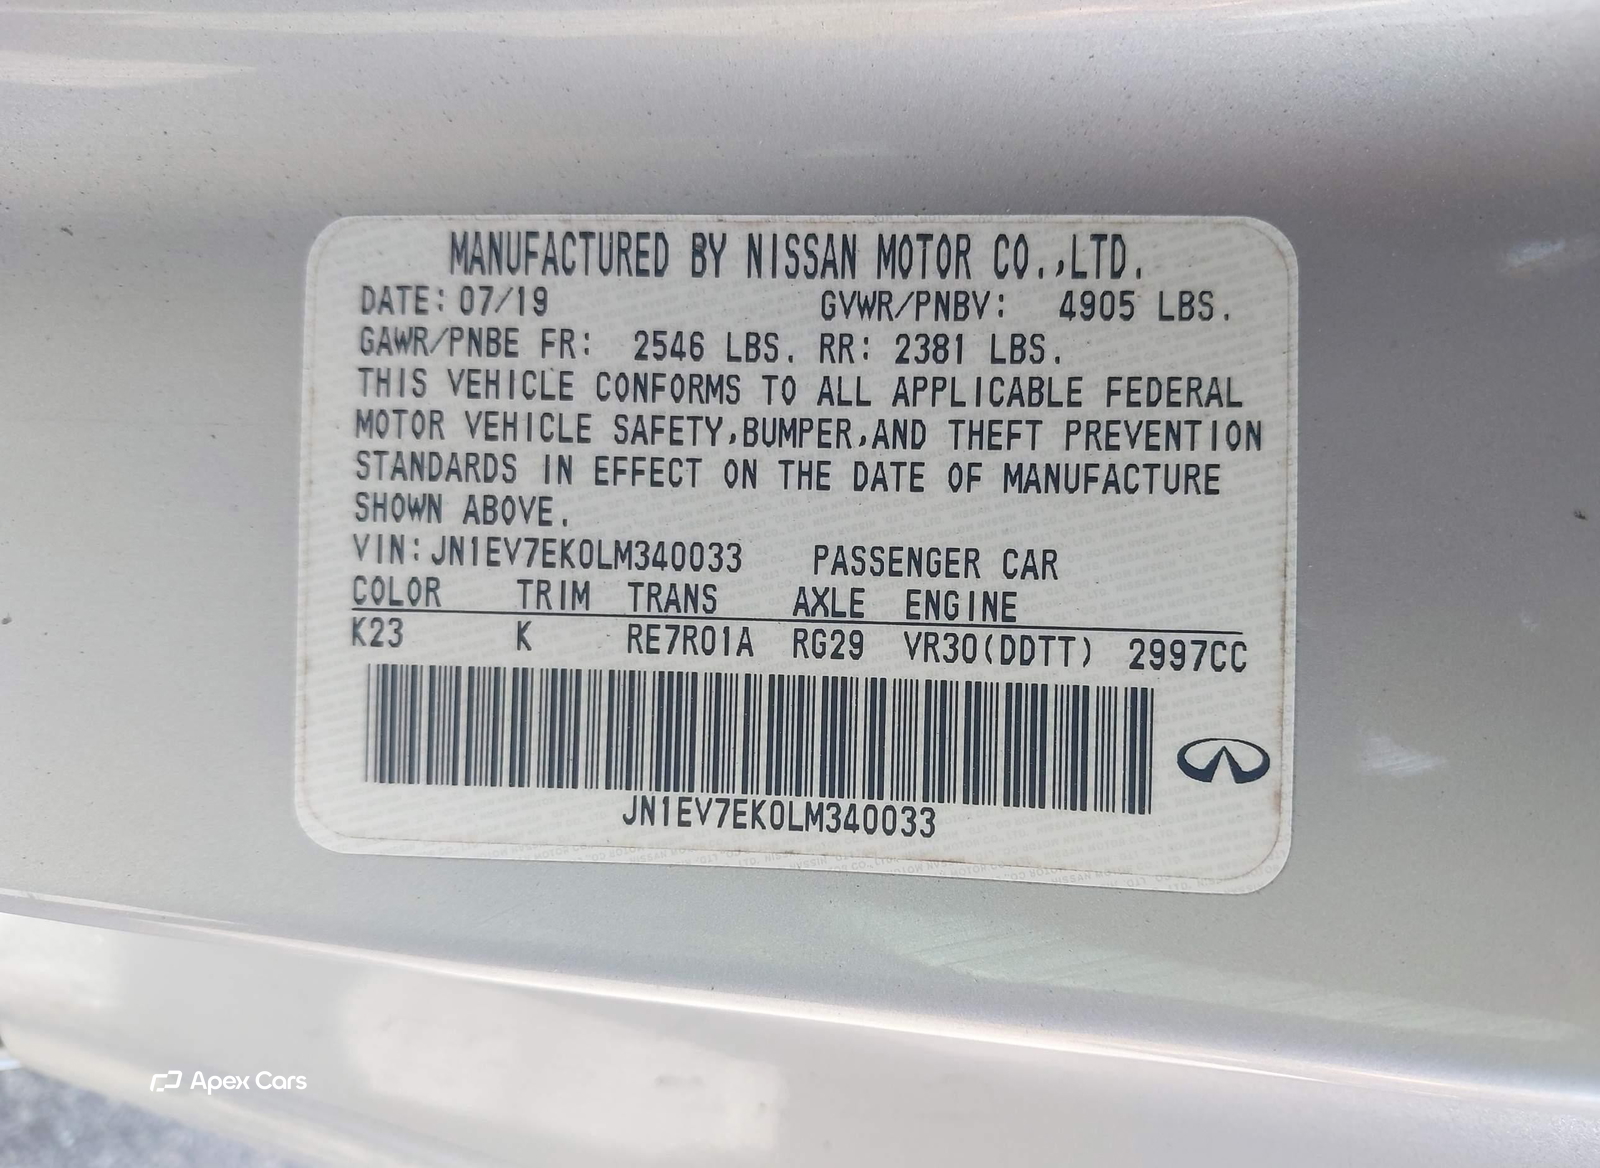 MANUFACTURED BY NISSAN MOTOR CO.,LTD.
DATE: 07/19 GVWR/PNBV: 4905 LBS.
GAWR/PNBE FR: 2546 LBS. RR: 2381 LBS.
THIS VEHICLE CONFORMS TO ALL APPLICABLE FEDERAL
MOTOR VEHICLE SAFETY,BUMPER,AND THEFT PREVENTION
STANDARDS IN EFFECT ON THE DATE OF MANUFACTURE
SHOWN ABOVE.
VIN:JN1EV7EK0LM340033 PASSENGER CAR
COLOR TRIM TRANS AXLE ENGINE
K23 K RE7R01A RG29 VR30(DDTT) 2997CC
JN1EV7EK0LM340033
Apex Cars